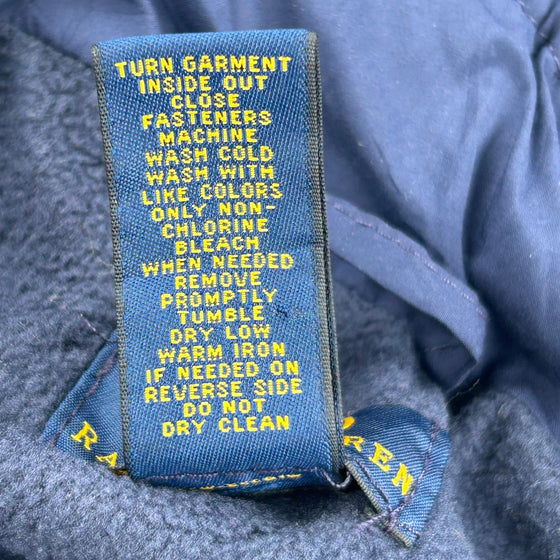 TURN GARMENT
INSIDE OUT
CLOSE
FASTENERS
MACHINE
WASH COLD
WASH WITH
LIKE COLORS
ONLY NON-
CHLORINE
BLEACH
WHEN NEEDED
REMOVE
PROMPTLY
TUMBLE
DRY LOW
WARM IRON
IF NEEDED ON
REVERSE SIDE
DO NOT
DRY CLEAN